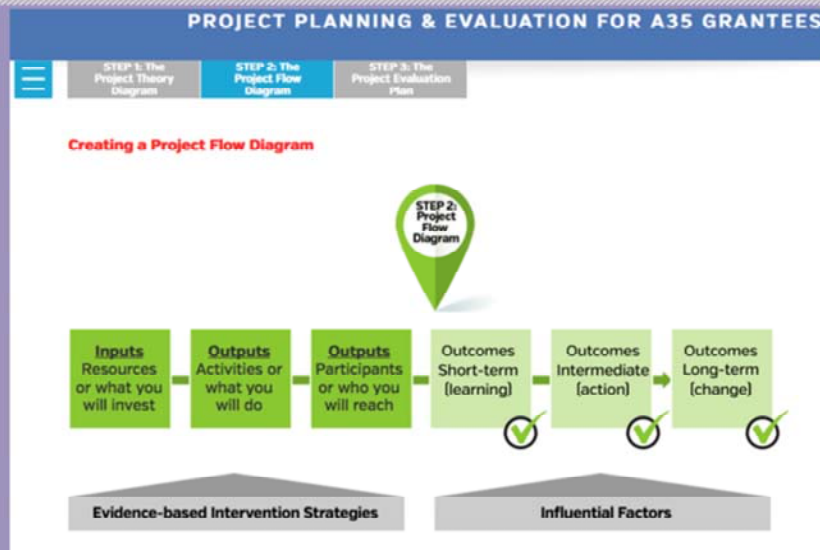 PROJECT PLANNING & EVALUATION FOR A35 GRANTEES
STEP 1: The
Project Theory
Diagram
STEP 2: The
Project Flow
Diagram
STEP 3: The
Project Evaluation
Plan
Creating a Project Flow Diagram
STEP 2:
Project
Flow
Diagram
Inputs
Resources
or what you
will invest
Outputs
Activities or
what you
will do
Outputs
Participants
or who you
will reach
Outcomes
Short-term
(learning)
Outcomes
Intermediate
(action)
Outcomes
Long-term
(change)
Evidence-based Intervention Strategies
Influential Factors